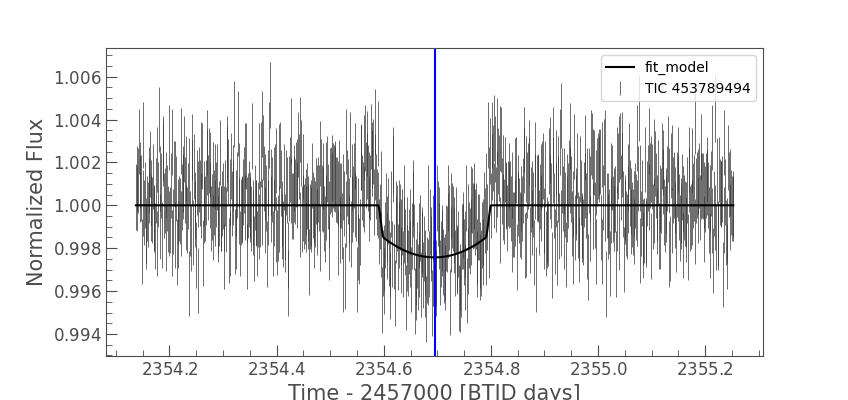 fit_model
TIC 453789494
1.006
1.004
1.002
1.000
0.998
0.996
0.994
Normalized Flux
2354.2 2354.4 2354.6 2354.8 2355.0 2355.2
Time - 2457000 [BTJD days]